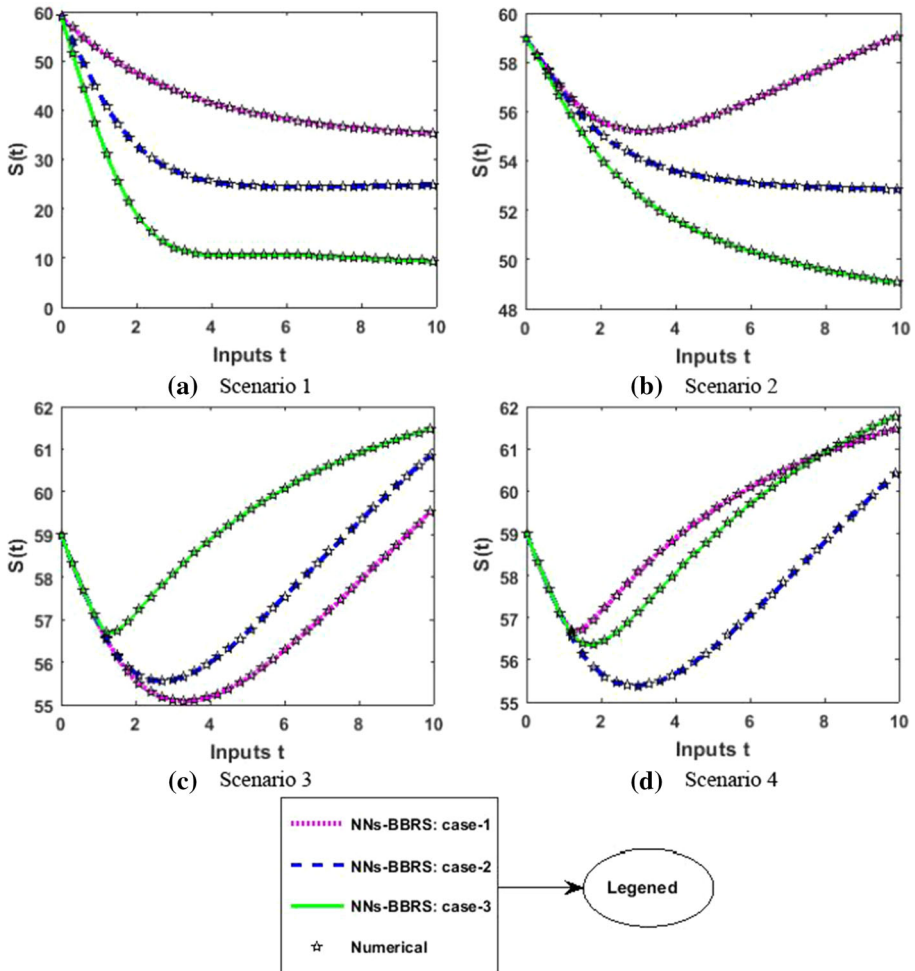 60
50
40
30
20
10
0
S(t)
0 2 4 6 8 10
Inputs t
(a) Scenario 1
60
58
56
54
52
50
48
S(t)
0 2 4 6 8 10
Inputs t
(b) Scenario 2
62
61
60
59
58
57
56
55
S(t)
0 2 4 6 8 10
Inputs t
(c) Scenario 3
62
61
60
59
58
57
56
55
S(t)
0 2 4 6 8 10
Inputs t
(d) Scenario 4
NNs-BBRS: case-1
NNs-BBRS: case-2
NNs-BBRS: case-3
Numerical
Legened